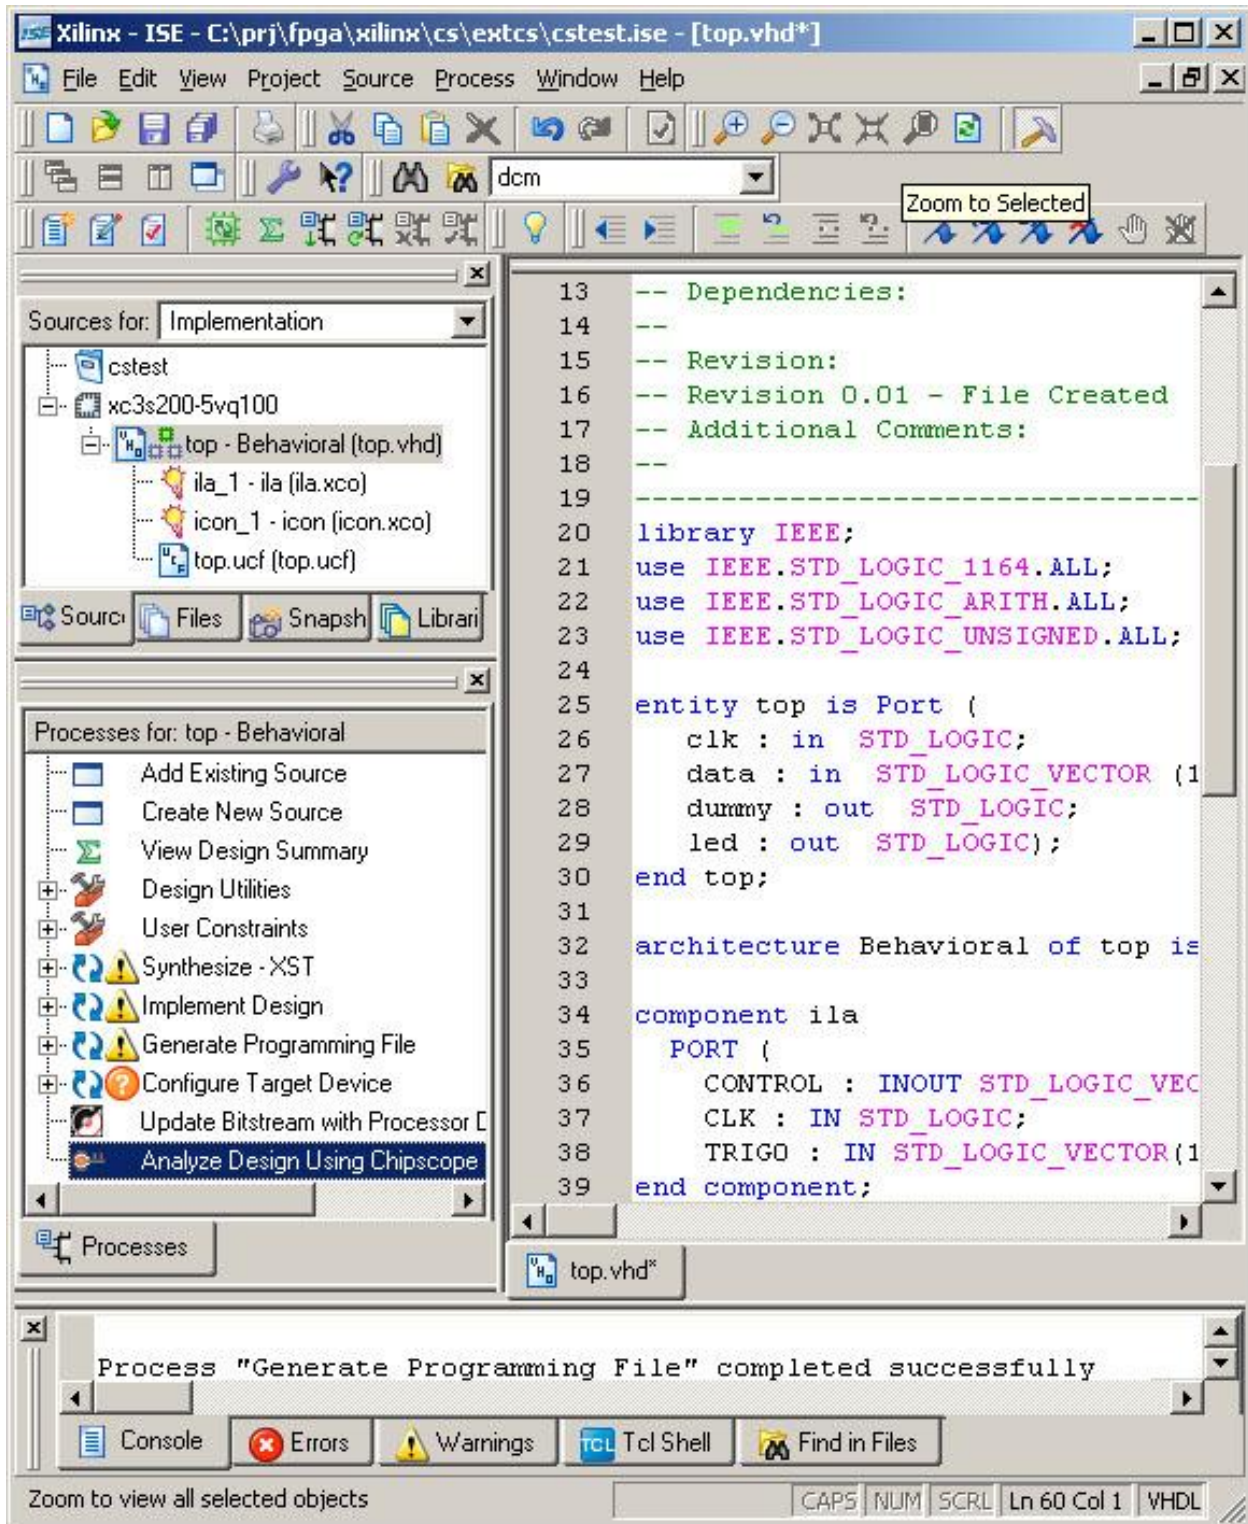 Xilinx - ISE - C:\prj\fpga\xilinx\cs\extcs\cstest.ise - [top.vhd*]
File Edit View Project Source Process Window Help
dcm
Zoom to Selected
Sources for: Implementation
cstest
xc3s200-5vq100
top - Behavioral (top.vhd)
ila_1 - ila (ila.xco)
icon_1 - icon (icon.xco)
top.ucf (top.ucf)
Sourc Files Snapsh Librari
Processes for: top - Behavioral
Add Existing Source
Create New Source
View Design Summary
Design Utilities
User Constraints
Synthesize - XST
Implement Design
Generate Programming File
Configure Target Device
Update Bitstream with Processor D
Analyze Design Using Chipscope
Processes
13 -- Dependencies:
14 --
15 -- Revision:
16 -- Revision 0.01 - File Created
17 -- Additional Comments:
18 --
19 ---------------------------------
20 library IEEE;
21 use IEEE.STD_LOGIC_1164.ALL;
22 use IEEE.STD_LOGIC_ARITH.ALL;
23 use IEEE.STD_LOGIC_UNSIGNED.ALL;
24
25 entity top is Port (
26 clk : in STD_LOGIC;
27 data : in STD_LOGIC_VECTOR (1
28 dummy : out STD_LOGIC;
29 led : out STD_LOGIC);
30 end top;
31
32 architecture Behavioral of top is
33
34 component ila
35 PORT (
36 CONTROL : INOUT STD_LOGIC_VEC
37 CLK : IN STD_LOGIC;
38 TRIG0 : IN STD_LOGIC_VECTOR(1
39 end component;
top.vhd*
Process "Generate Programming File" completed successfully
Console Errors Warnings TCL Tcl Shell Find in Files
Zoom to view all selected objects CAPS NUM SCRL Ln 60 Col 1 VHDL